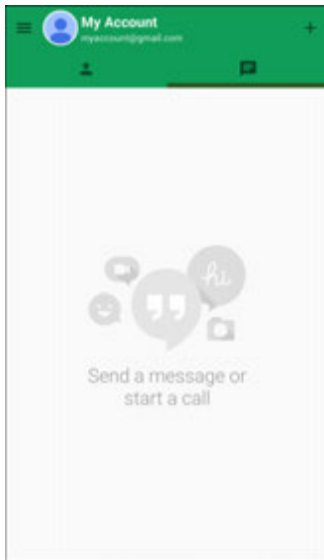 My Account
myaccount@gmail.com
hi
Send a message or
start a call